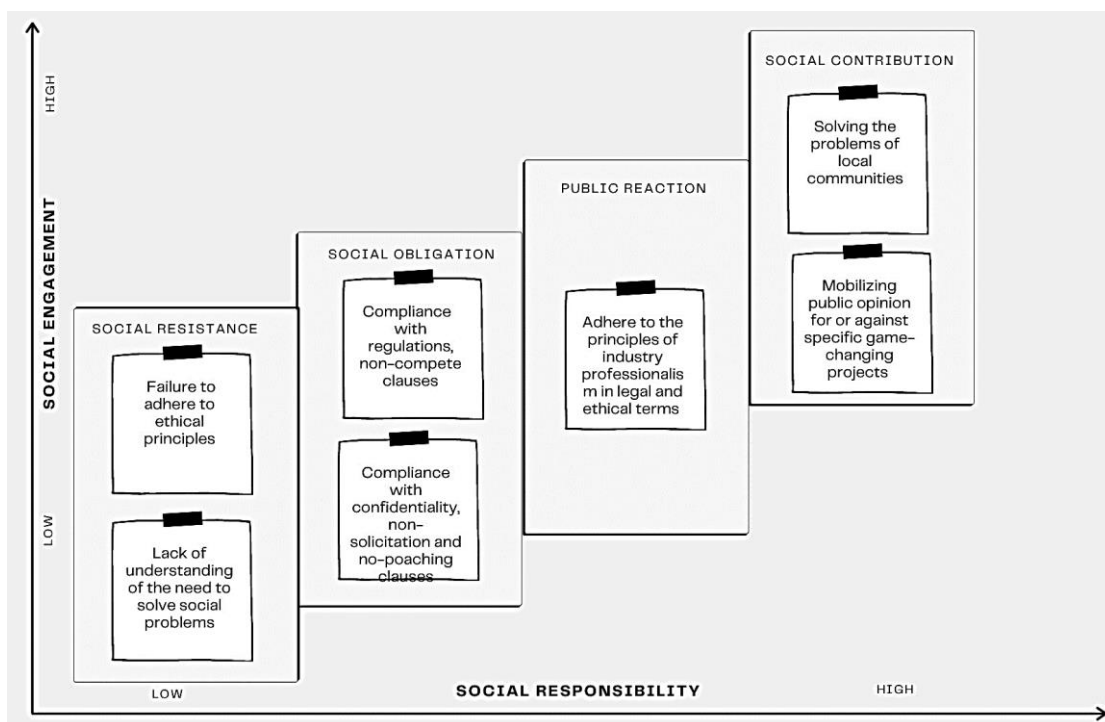 HIGH
SOCIAL ENGAGEMENT
LOW
SOCIAL RESISTANCE
Failure to
adhere to
ethical
principles
Lack of
understanding
of the need to
solve social
problems
SOCIAL OBLIGATION
Compliance
with
regulations,
non-compete
clauses
Compliance
with
confidentiality,
non-
solicitation and
no-poaching
clauses
PUBLIC REACTION
Adhere to the
principles of
industry
professionalis
m in legal and
ethical terms
SOCIAL CONTRIBUTION
Solving the
problems of
local
communities
Mobilizing
public opinion
for or against
specific game-
changing
projects
LOW
SOCIAL RESPONSIBILITY
HIGH